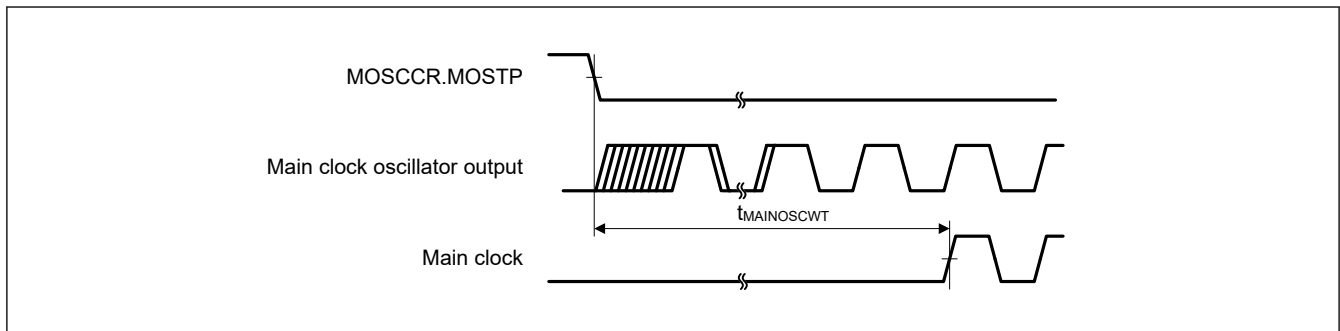 MOSCCR.MOSTP
Main clock oscillator output
tMAINOSCWT
Main clock